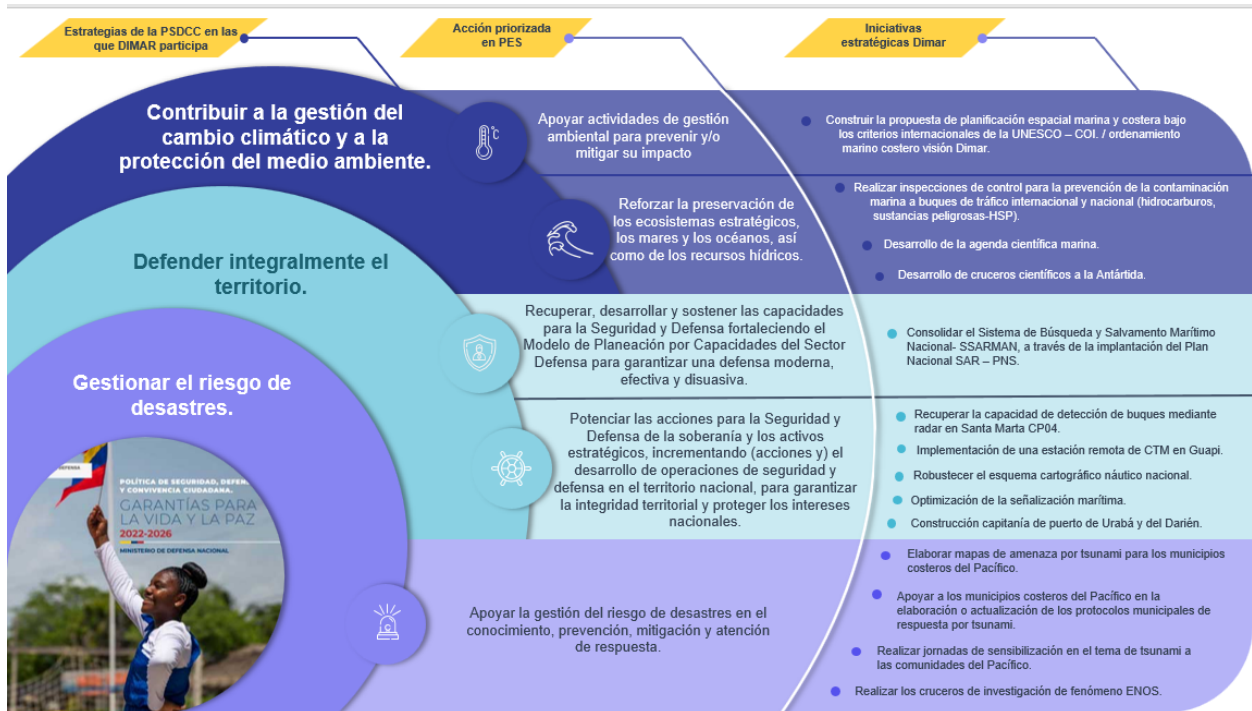 Estrategias de la PSDCC en las
que DIMAR participa
Acción priorizada
en PES
Iniciativas
estratégicas Dimar
Contribuir a la gestión del
cambio climático y a la
protección del medio ambiente.
°C
Apoyar actividades de gestión
ambiental para prevenir y/o
mitigar su impacto
Construir la propuesta de planificación espacial marina y costera bajo
los criterios internacionales de la UNESCO – COI. / ordenamiento
marino costero visión Dimar.
Reforzar la preservación de
los ecosistemas estratégicos,
los mares y los océanos, así
como de los recursos hídricos.
Realizar inspecciones de control para la prevención de la contaminación
marina a buques de tráfico internacional y nacional (hidrocarburos,
sustancias peligrosas-HSP).
Desarrollo de la agenda científica marina.
Desarrollo de cruceros científicos a la Antártida.
Defender integralmente el
territorio.
Recuperar, desarrollar y sostener las capacidades
para la Seguridad y Defensa fortaleciendo el
Modelo de Planeación por Capacidades del Sector
Defensa para garantizar una defensa moderna,
efectiva y disuasiva.
Consolidar el Sistema de Búsqueda y Salvamento Marítimo
Nacional- SSARMAN, a través de la implantación del Plan
Nacional SAR – PNS.
Potenciar las acciones para la Seguridad y
Defensa de la soberanía y los activos
estratégicos, incrementando (acciones y) el
desarrollo de operaciones de seguridad y
defensa en el territorio nacional, para garantizar
la integridad territorial y proteger los intereses
nacionales.
Recuperar la capacidad de detección de buques mediante
radar en Santa Marta CP04.
Implementación de una estación remota de CTM en Guapi.
Robustecer el esquema cartográfico náutico nacional.
Optimización de la señalización marítima.
Construcción capitanía de puerto de Urabá y del Darién.
Gestionar el riesgo de
desastres.
DEFENSA
POLÍTICA DE SEGURIDAD, DEFENS
Y CONVIVENCIA CIUDADANA.
GARANTÍAS PARA
LA VIDA Y LA PAZ
2022-2026
MINISTERIO DE DEFENSA NACIONAL
Apoyar la gestión del riesgo de desastres en el
conocimiento, prevención, mitigación y atención
de respuesta.
Elaborar mapas de amenaza por tsunami para los municipios
costeros del Pacífico.
Apoyar a los municipios costeros del Pacífico en la
elaboración o actualización de los protocolos municipales de
respuesta por tsunami.
Realizar jornadas de sensibilización en el tema de tsunami a
las comunidades del Pacífico.
Realizar los cruceros de investigación de fenómeno ENOS.